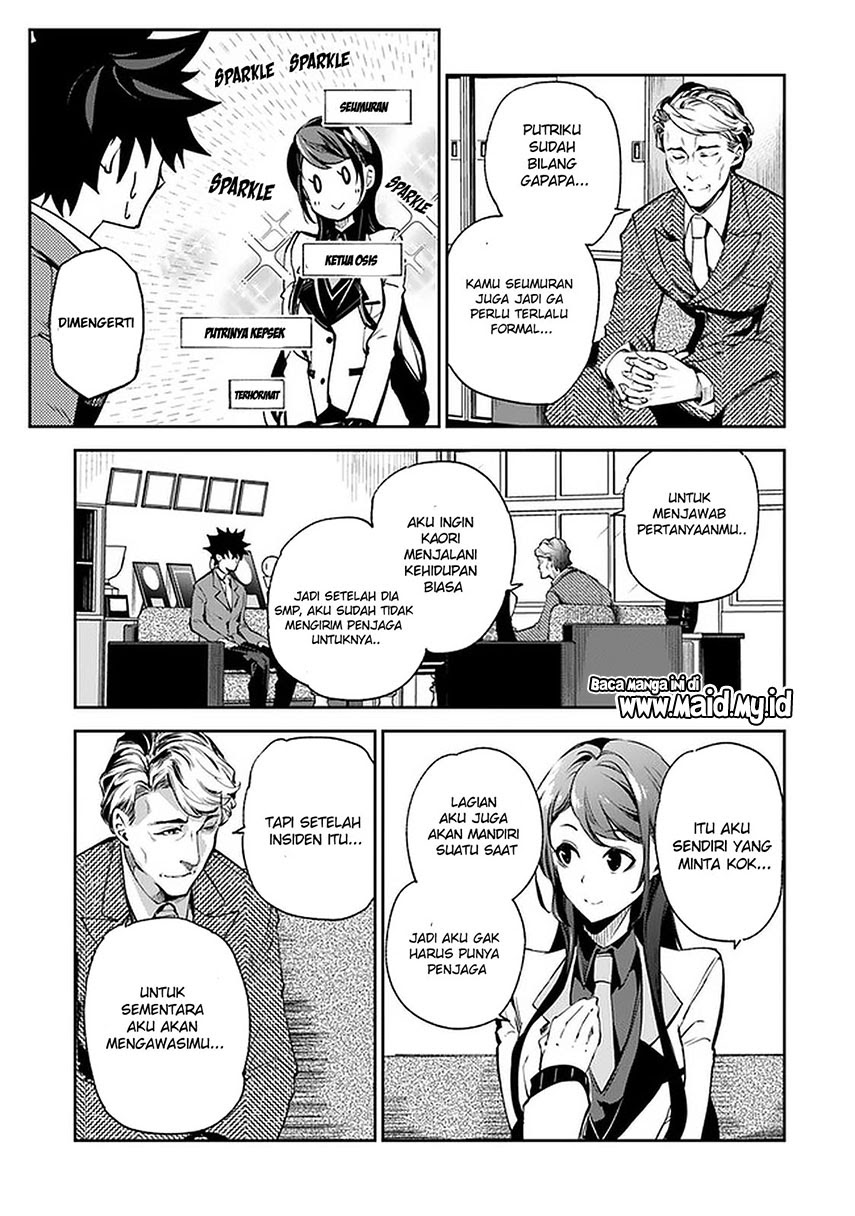 PUTRIKU
SUDAH
BILANG
GAPAPA...
KAMU SEUMURAN
JUGA JADI GA
PERLU TERLALU
FORMAL...
SPARKLE SPARKLE
SEUMURAN
SPARKLE
SPARKLE
KETUA OSIS
PUTRINYA KEPSEK
TERHORMAT
DIMENGERTI
UNTUK
MENJAWAB
PERTANYAANMU..
AKU INGIN
KAORI
MENJALANI
KEHIDUPAN
BIASA
JADI SETELAH DIA
SMP, AKU SUDAH TIDAK
MENGIRIM PENJAGA
UNTUKNYA..
Baca Manga ini di
www.Maid.My.id
ITU AKU
SENDIRI YANG
MINTA KOK...
LAGIAN
AKU JUGA
AKAN MANDIRI
SUATU SAAT
JADI AKU GAK
HARUS PUNYA
PENJAGA
TAPI SETELAH
INSIDEN ITU...
UNTUK
SEMENTARA
AKU AKAN
MENGAWASIMU...